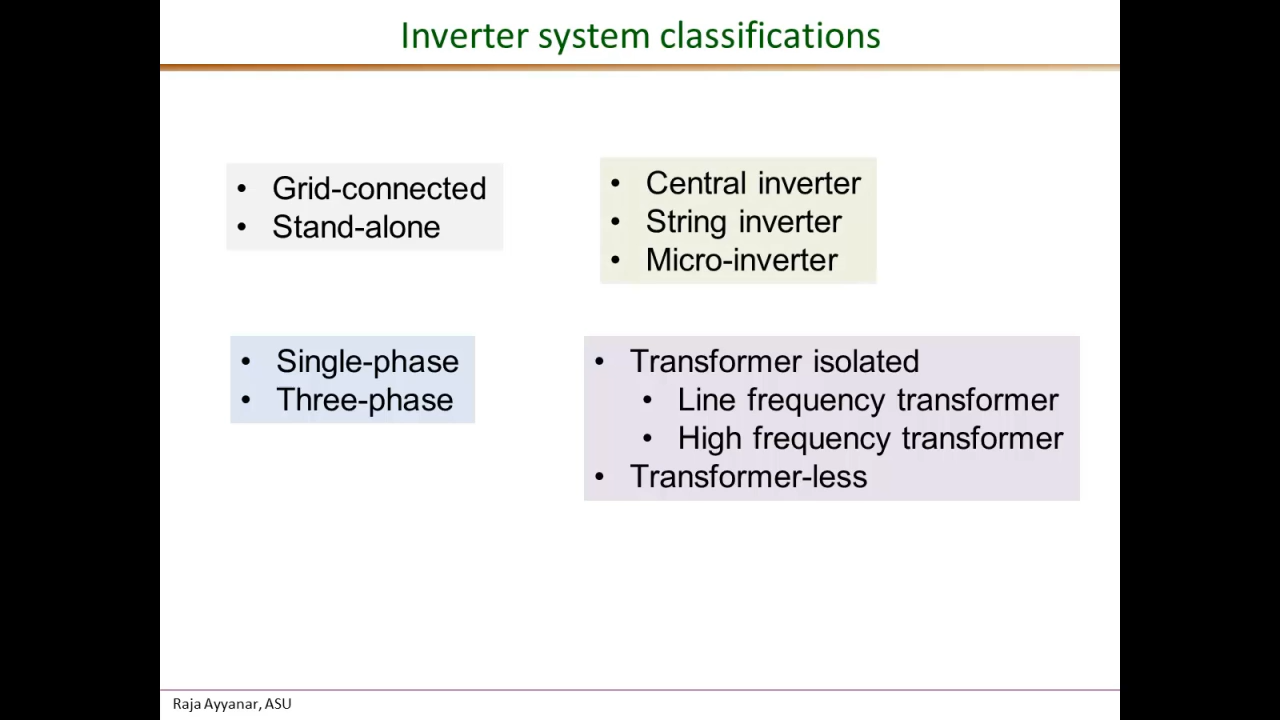 Inverter system classifications
• Grid-connected
• Stand-alone
• Central inverter
• String inverter
• Micro-inverter
• Single-phase
• Three-phase
• Transformer isolated
• Line frequency transformer
• High frequency transformer
• Transformer-less
Raja Ayyanar, ASU